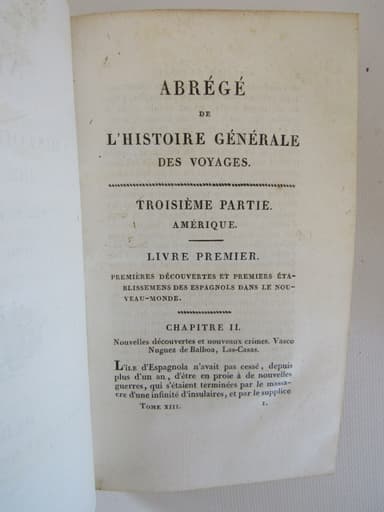 ABRÉGÉ
DE
L'HISTOIRE GÉNÉRALE
DES VOYAGES.
TROISIÈME PARTIE.
AMÉRIQUE.
LIVRE PREMIER.
PREMIÈRES DÉCOUVERTES ET PREMIERS ÉTA-
BLISSEMENS DES ESPAGNOLS DANS LE NOU-
VEAU-MONDE.
CHAPITRE II.
Nouvelles découvertes et nouveaux crimes. Vasco
Nugnez de Balboa, Las-Casas.
L'île d'Espagnola n'avait pas cessé, depuis
plus d'un an, d'être en proie à de nouvelles
guerres, qui s'étaient terminées par le massa-
cre d'une infinité d'insulaires, et par le supplice
TOME XIII. 1.